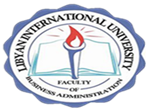 LIBYAN INTERNATIONAL UNIVERSITY
FACULTY OF
BUSINESS ADMINISTRATION